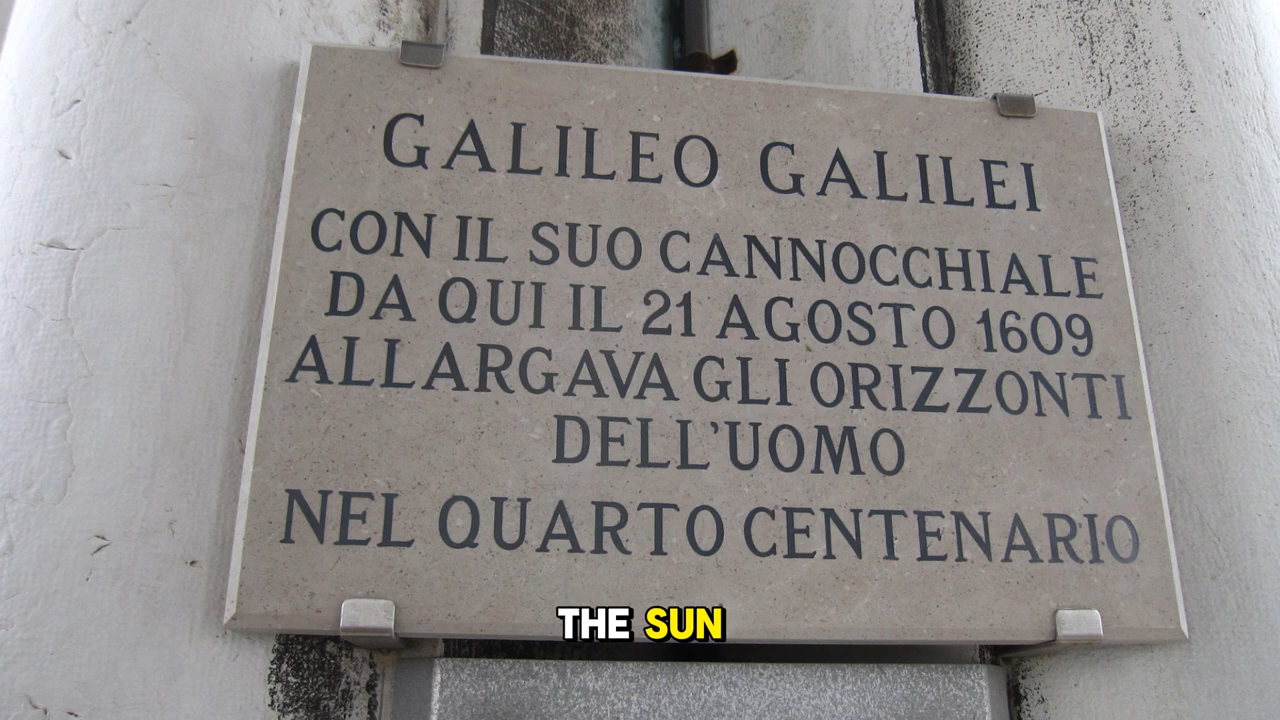 GALILEO GALILEI
CON IL SUO CANNOCCHIALE
DA QUI IL 21 AGOSTO 1609
ALLARGAVA GLI ORIZZONTI
DELL'UOMO
NEL QUARTO CENTENARIO
THE SUN